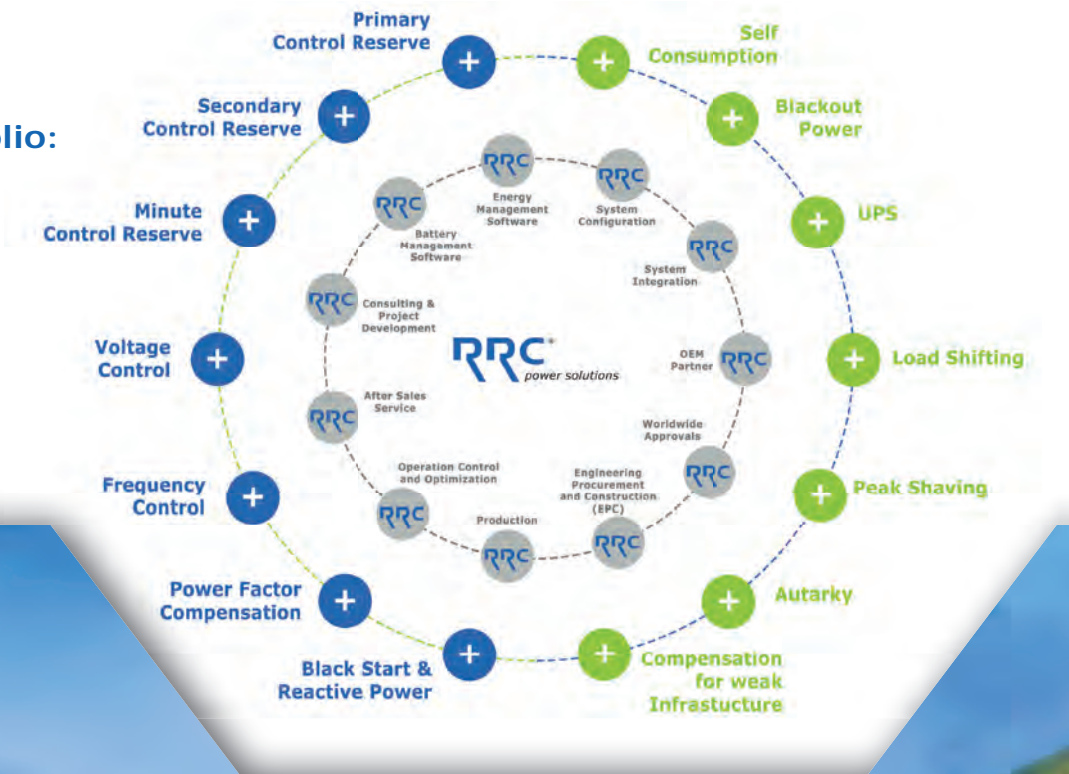 olio:
Primary
Control Reserve
Secondary
Control Reserve
Minute
Control Reserve
Voltage
Control
Frequency
Control
Power Factor
Compensation
Black Start &
Reactive Power
Self
Consumption
Blackout
Power
UPS
Load Shifting
Peak Shaving
Autarky
Compensation
for weak
Infrastucture
RRC
Energy
Management
Software
RRC
System
Configuration
RRC
System
Integration
OEM
Partner
RRC
Worldwide
Approvals
RRC
Engineering
Procurement
and Construction
(EPC)
RRC
Production
RRC
Operation Control
and Optimization
RRC
After Sales
Service
RRC
RRC
Consulting &
Project
Development
RRC
Battery
Management
Software
RRC®
power solutions